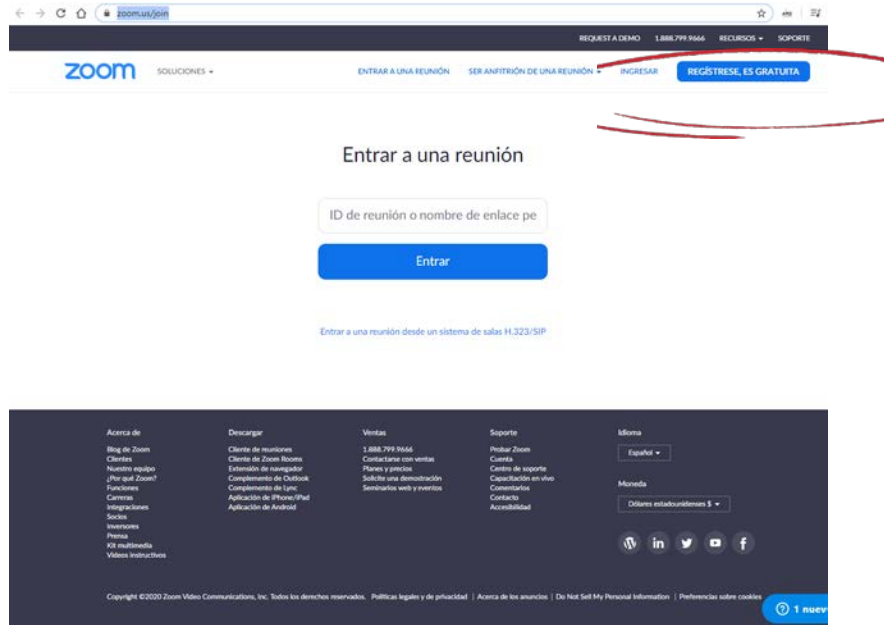 zoom.us/join
REQUEST A DEMO 1.888.799.9666 RECURSOS SOPORTE
zoom SOLUCIONES ENTRAR A UNA REUNIÓN SER ANFITRIÓN DE UNA REUNIÓN INGRESAR REGÍSTRESE, ES GRATUITA
Entrar a una reunión
ID de reunión o nombre de enlace pe
Entrar
Entrar a una reunión desde un sistema de salas H.323/SIP
Acerca de
Blog de Zoom
Clientes
Nuestro equipo
¿Por qué Zoom?
Funciones
Carreras
Integraciones
Socios
Inversores
Prensa
Kit multimedia
Videos instructivos
Descargar
Cliente de reuniones
Cliente de Zoom Rooms
Extensión de navegador
Complemento de Outlook
Complemento de Lync
Aplicación de iPhone/iPad
Aplicación de Android
Ventas
1.888.799.9666
Contactarse con ventas
Planes y precios
Solicite una demostración
Seminarios web y eventos
Soporte
Probar Zoom
Cuenta
Centro de soporte
Capacitación en vivo
Comentarios
Contacto
Accesibilidad
Idioma
Español
Moneda
Dólares estadounidenses $
in f
Copyright ©2020 Zoom Video Communications, Inc. Todos los derechos reservados. Políticas legales y de privacidad | Acerca de los anuncios | Do Not Sell My Personal Information | Preferencias sobre cookies
1 nuev